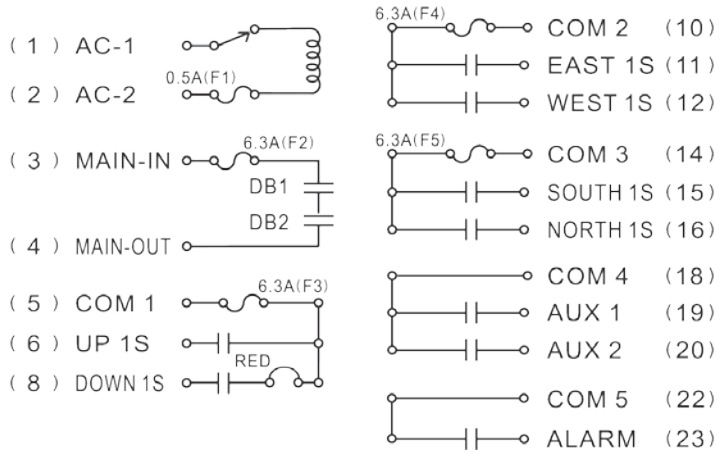 ( 1 ) AC-1
0.5A(F1)
( 2 ) AC-2
6.3A(F2)
( 3 ) MAIN-IN
DB1
DB2
( 4 ) MAIN-OUT
6.3A(F3)
( 5 ) COM 1
( 6 ) UP 1S
RED
( 8 ) DOWN 1S
6.3A(F4)
COM 2 (10)
EAST 1S (11)
WEST 1S (12)
6.3A(F5)
COM 3 (14)
SOUTH 1S (15)
NORTH 1S (16)
COM 4 (18)
AUX 1 (19)
AUX 2 (20)
COM 5 (22)
ALARM (23)